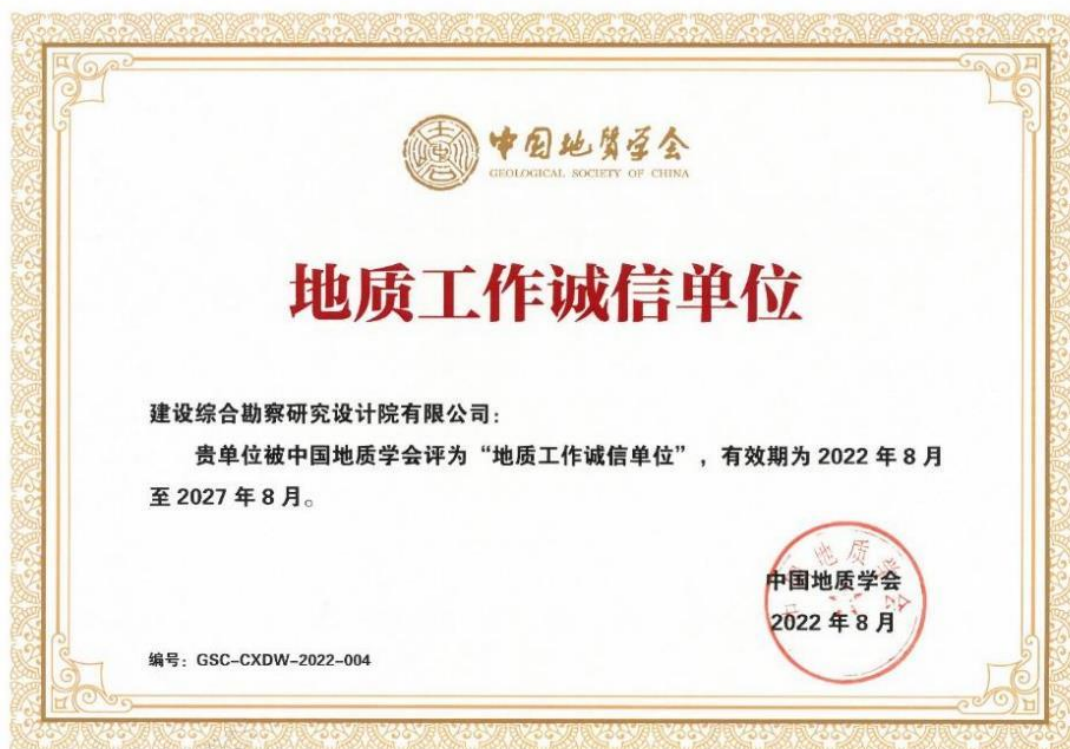 中国地质学会
GEOLOGICAL SOCIETY OF CHINA
地质工作诚信单位
建设综合勘察研究设计院有限公司：
贵单位被中国地质学会评为“地质工作诚信单位”，有效期为 2022 年 8 月
至 2027 年 8 月。
中国地质学会
2022 年 8 月
编号：GSC-CXDW-2022-004